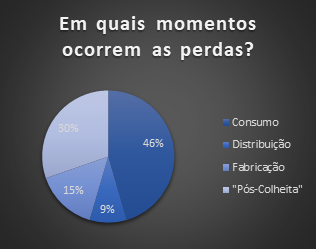 Em quais momentos
ocorrem as perdas?
30%
46%
15%
9%
Consumo
Distribuição
Fabricação
"Pós-Colheita"